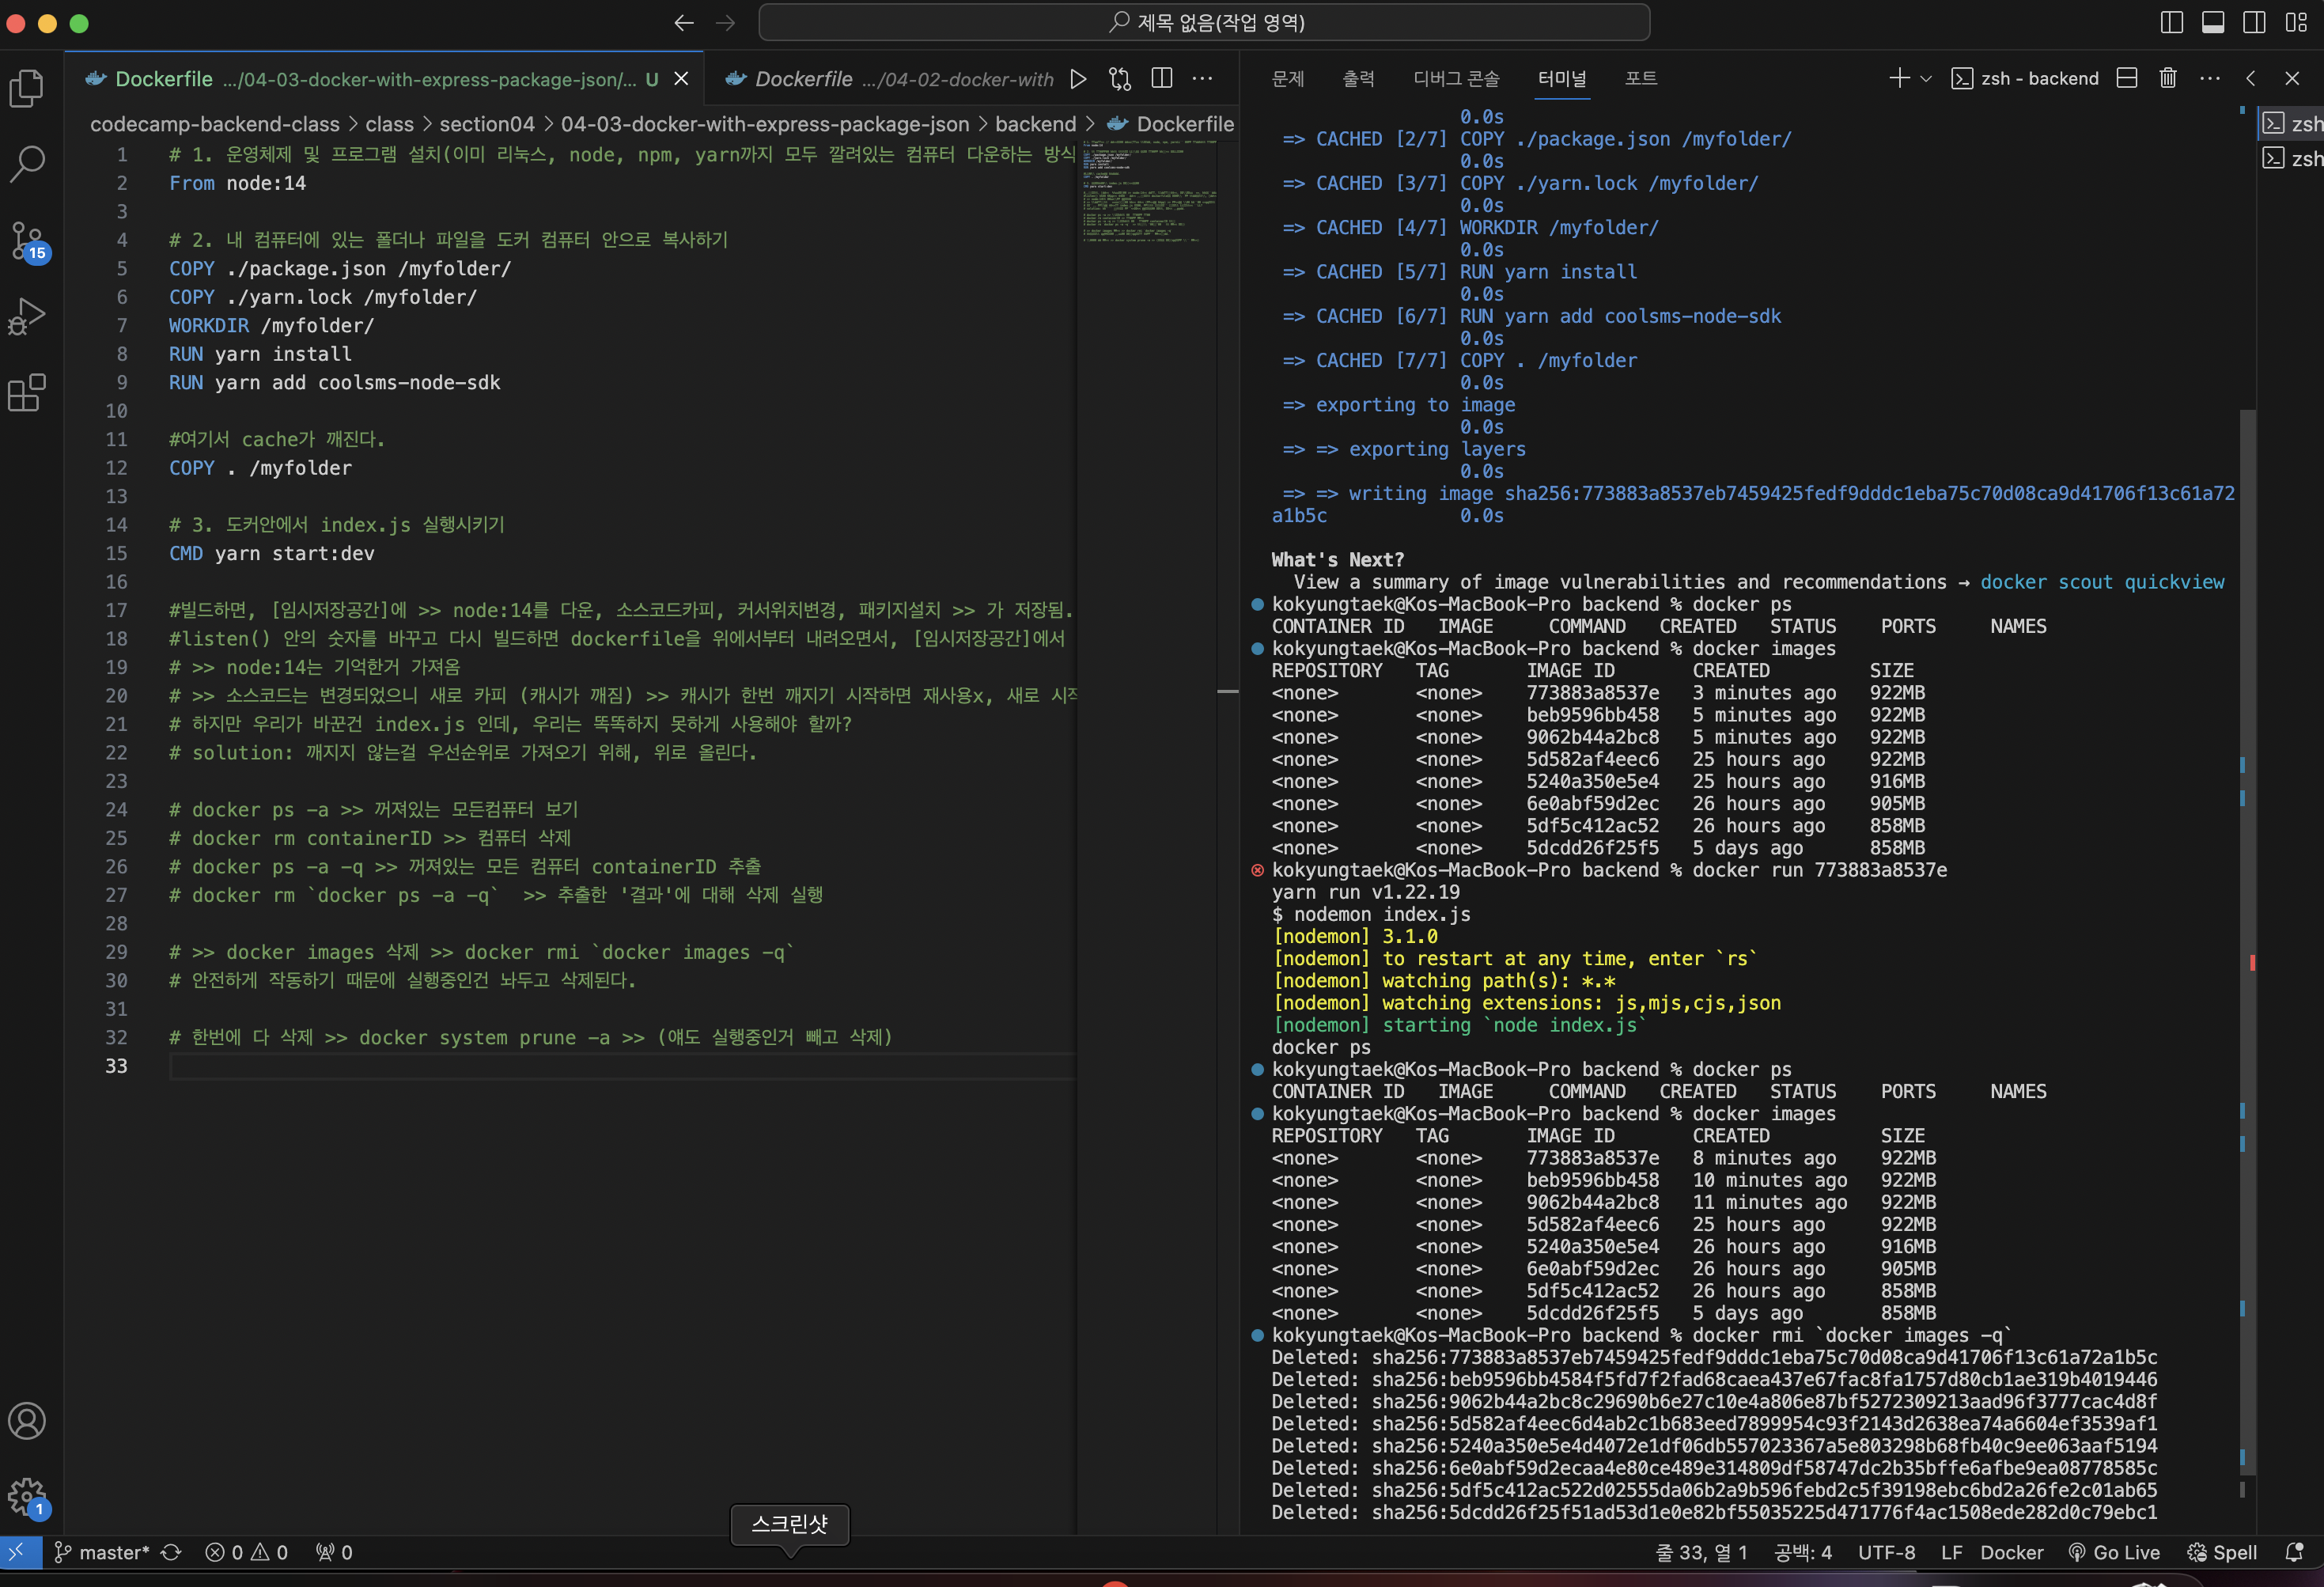 제목 없음(작업 영역)
Dockerfile .../04-03-docker-with-express-package-json/... U
Dockerfile .../04-02-docker-with
codecamp-backend-class > class > section04 > 04-03-docker-with-express-package-json > backend > Dockerfile
1 # 1. 운영체제 및 프로그램 설치(이미 리눅스, node, npm, yarn까지 모두 깔려있는 컴퓨터 다운하는 방식
2 From node:14
3
4 # 2. 내 컴퓨터에 있는 폴더나 파일을 도커 컴퓨터 안으로 복사하기
5 COPY ./package.json /myfolder/
6 COPY ./yarn.lock /myfolder/
7 WORKDIR /myfolder/
8 RUN yarn install
9 RUN yarn add coolsms-node-sdk
10
11 #여기서 cache가 깨진다.
12 COPY . /myfolder
13
14 # 3. 도커안에서 index.js 실행시키기
15 CMD yarn start:dev
16
17 #빌드하면, [임시저장공간]에 >> node:14를 다운, 소스코드카피, 커서위치변경, 패키지설치 >> 가 저장됨.
18 #listen() 안의 숫자를 바꾸고 다시 빌드하면 dockerfile을 위에서부터 내려오면서, [임시저장공간]에서
19 # >> node:14는 기억한거 가져옴
20 # >> 소스코드는 변경되었으니 새로 카피 (캐시가 깨짐) >> 캐시가 한번 깨지기 시작하면 재사용x, 새로 시작
21 # 하지만 우리가 바꾼건 index.js 인데, 우리는 똑똑하지 못하게 사용해야 할까?
22 # solution: 깨지지 않는걸 우선순위로 가져오기 위해, 위로 올린다.
23
24 # docker ps -a >> 꺼져있는 모든컴퓨터 보기
25 # docker rm containerID >> 컴퓨터 삭제
26 # docker ps -a -q >> 꺼져있는 모든 컴퓨터 containerID 추출
27 # docker rm `docker ps -a -q`  >> 추출한 '결과'에 대해 삭제 실행
28
29 # >> docker images 삭제 >> docker rmi `docker images -q`
30 # 안전하게 작동하기 때문에 실행중인건 놔두고 삭제된다.
31
32 # 한번에 다 삭제 >> docker system prune -a >> (얘도 실행중인거 빼고 삭제)
33
문제 출력 디버그 콘솔 터미널 포트
zsh - backend
zsh
zsh
0.0s
=> CACHED [2/7] COPY ./package.json /myfolder/
0.0s
=> CACHED [3/7] COPY ./yarn.lock /myfolder/
0.0s
=> CACHED [4/7] WORKDIR /myfolder/
0.0s
=> CACHED [5/7] RUN yarn install
0.0s
=> CACHED [6/7] RUN yarn add coolsms-node-sdk
0.0s
=> CACHED [7/7] COPY . /myfolder
0.0s
=> exporting to image
0.0s
=> => exporting layers
0.0s
=> => writing image sha256:773883a8537eb7459425fedf9dddc1eba75c70d08ca9d41706f13c61a72
a1b5c 0.0s
What's Next?
View a summary of image vulnerabilities and recommendations → docker scout quickview
kokyungtaek@Kos-MacBook-Pro backend % docker ps
CONTAINER ID IMAGE COMMAND CREATED STATUS PORTS NAMES
kokyungtaek@Kos-MacBook-Pro backend % docker images
REPOSITORY TAG IMAGE ID CREATED SIZE
<none> <none> 773883a8537e 3 minutes ago 922MB
<none> <none> beb9596bb458 5 minutes ago 922MB
<none> <none> 9062b44a2bc8 5 minutes ago 922MB
<none> <none> 5d582af4eec6 25 hours ago 922MB
<none> <none> 5240a350e5e4 25 hours ago 916MB
<none> <none> 6e0abf59d2ec 26 hours ago 905MB
<none> <none> 5df5c412ac52 26 hours ago 858MB
<none> <none> 5dcdd26f25f5 5 days ago 858MB
kokyungtaek@Kos-MacBook-Pro backend % docker run 773883a8537e
yarn run v1.22.19
$ nodemon index.js
[nodemon] 3.1.0
[nodemon] to restart at any time, enter `rs`
[nodemon] watching path(s): *.*
[nodemon] watching extensions: js,mjs,cjs,json
[nodemon] starting `node index.js`
docker ps
kokyungtaek@Kos-MacBook-Pro backend % docker ps
CONTAINER ID IMAGE COMMAND CREATED STATUS PORTS NAMES
kokyungtaek@Kos-MacBook-Pro backend % docker images
REPOSITORY TAG IMAGE ID CREATED SIZE
<none> <none> 773883a8537e 8 minutes ago 922MB
<none> <none> beb9596bb458 10 minutes ago 922MB
<none> <none> 9062b44a2bc8 11 minutes ago 922MB
<none> <none> 5d582af4eec6 25 hours ago 922MB
<none> <none> 5240a350e5e4 26 hours ago 916MB
<none> <none> 6e0abf59d2ec 26 hours ago 905MB
<none> <none> 5df5c412ac52 26 hours ago 858MB
<none> <none> 5dcdd26f25f5 5 days ago 858MB
kokyungtaek@Kos-MacBook-Pro backend % docker rmi `docker images -q`
Deleted: sha256:773883a8537eb7459425fedf9dddc1eba75c70d08ca9d41706f13c61a72a1b5c
Deleted: sha256:beb9596bb4584f5fd7f2fad68caea437e67fac8fa1757d80cb1ae319b4019446
Deleted: sha256:9062b44a2bc8c29690b6e27c10e4a806e87bf5272309213aad96f3777cac4d8f
Deleted: sha256:5d582af4eec6d4ab2c1b683eed7899954c93f2143d2638ea74a6604ef3539af1
Deleted: sha256:5240a350e5e4d4072e1df06db557023367a5e803298b68fb40c9ee063aaf5194
Deleted: sha256:6e0abf59d2ecaa4e80ce489e314809df58747dc2b35bffe6afbe9ea08778585c
Deleted: sha256:5df5c412ac522d02555da06b2a9b596febd2c5f39198ebc6bd2a26fe2c01ab65
Deleted: sha256:5dcdd26f25f51ad53d1e0e82bf55035225d471776f4ac1508ede282d0c79ebc1
15
1
스크린샷
master* 0 0 0
줄 33, 열 1 공백: 4 UTF-8 LF Docker Go Live Spell